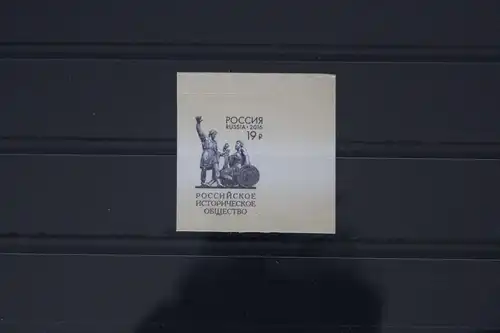 РОССИЯ
RUSSIA • 2016
19 ₽
РОССИЙСКОЕ
ИСТОРИЧЕСКОЕ
ОБЩЕСТВО